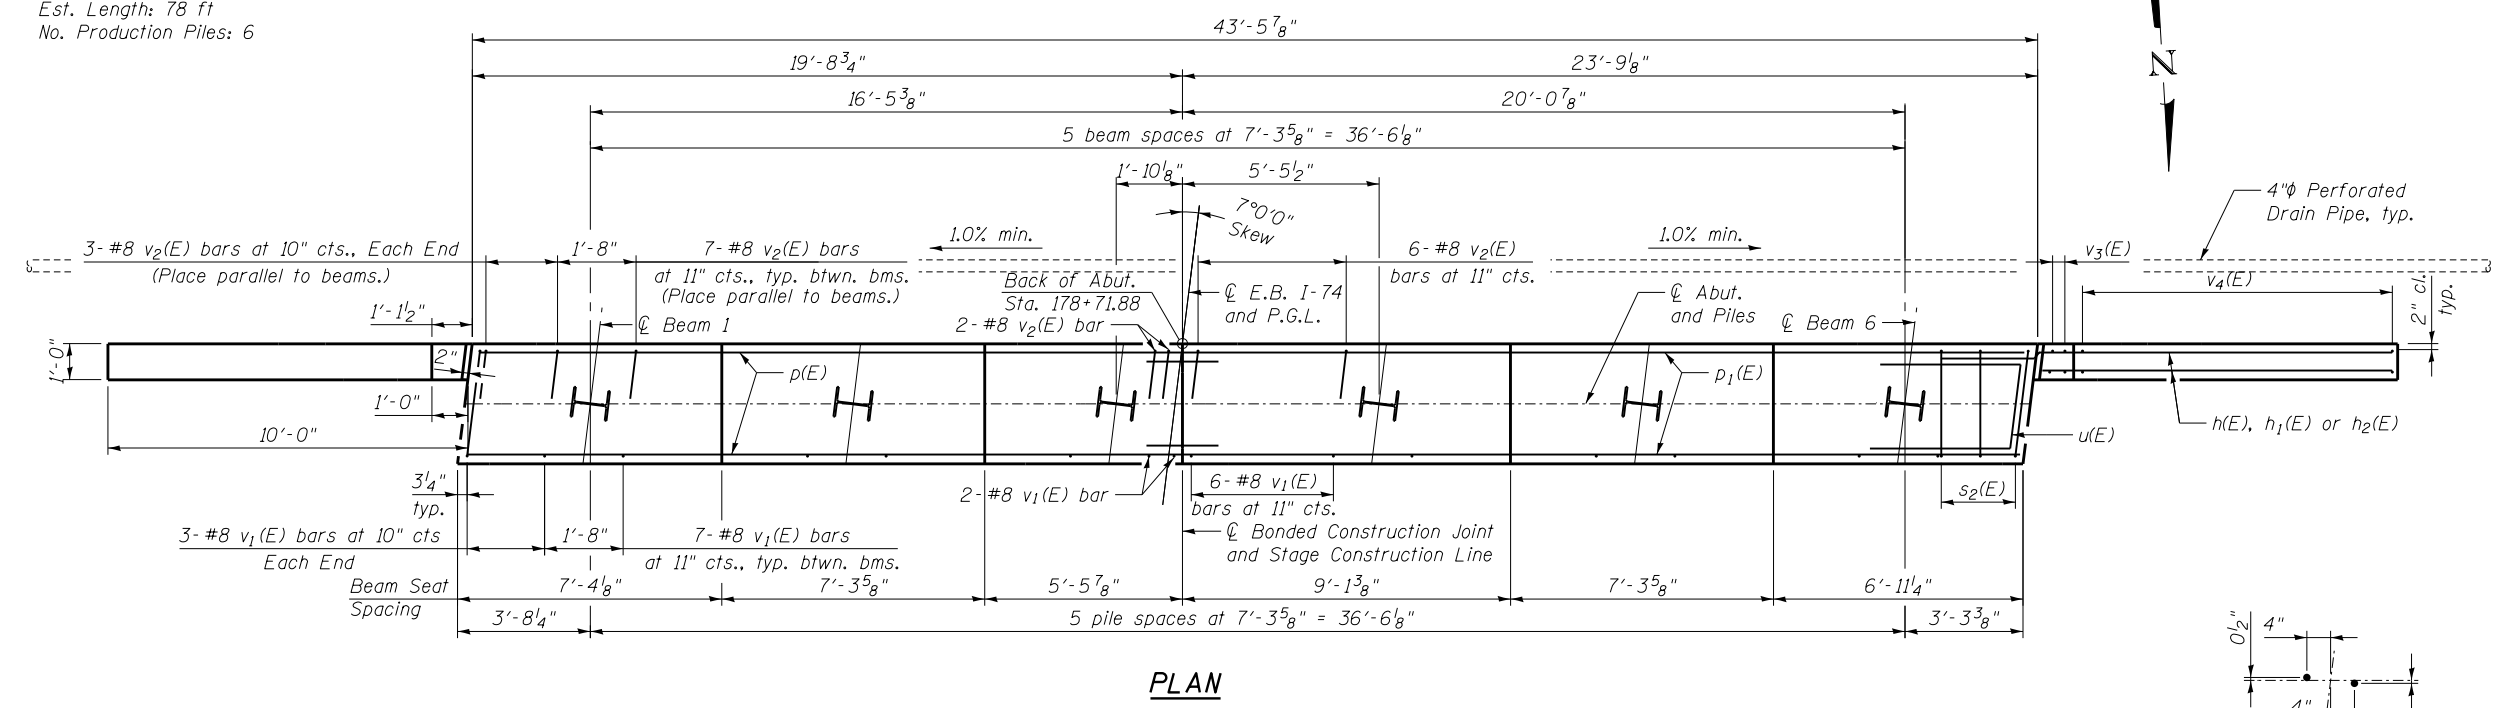 Est. Length: 78 ft
No. Production Piles: 6
43'-5 7/8"
19'-8 3/4"
23'-9 1/8"
16'-5 3/8"
20'-0 7/8"
5 beam spaces at 7'-3 5/8" = 36'-6 1/8"
1'-10 1/8"
5'-5 1/2"
N
7°0'0"
Skew
4"Φ Perforated
Drain Pipe, typ.
3- #8 v2(E) bars at 10" cts., Each End
(Place parallel to beams.)
1'-8"
7- #8 v2(E) bars
at 11" cts., typ. btwn. bms.
(Place parallel to beams.)
1.0% min.
Back of Abut.
Sta. 178+71.88
℄ E.B. I-74
and P.G.L.
6- #8 v2(E)
bars at 11" cts.
1.0% min.
℄ Abut.
and Piles
v3(E)
v4(E)
2" cl.
typ.
1'-1 1/2"
℄ Beam 1
2- #8 v2(E) bar
℄ Beam 6
1'-0"
2"
p(E)
p1(E)
1'-0"
10'-0"
h(E), h1(E) or h2(E)
u(E)
3 1/4"
typ.
2- #8 v1(E) bar
6- #8 v1(E)
bars at 11" cts.
s2(E)
3- #8 v1(E) bars at 10" cts
Each End
1'-8"
7- #8 v1(E) bars
at 11" cts., typ. btwn. bms.
℄ Bonded Construction Joint
and Stage Construction Line
Beam Seat
Spacing
7'-4 1/8"
7'-3 5/8"
5'-5 7/8"
9'-1 3/8"
7'-3 5/8"
6'-11 1/4"
3'-8 1/4"
5 pile spaces at 7'-3 5/8" = 36'-6 1/8"
3'-3 3/8"
0 1/2"
4"
4"
PLAN